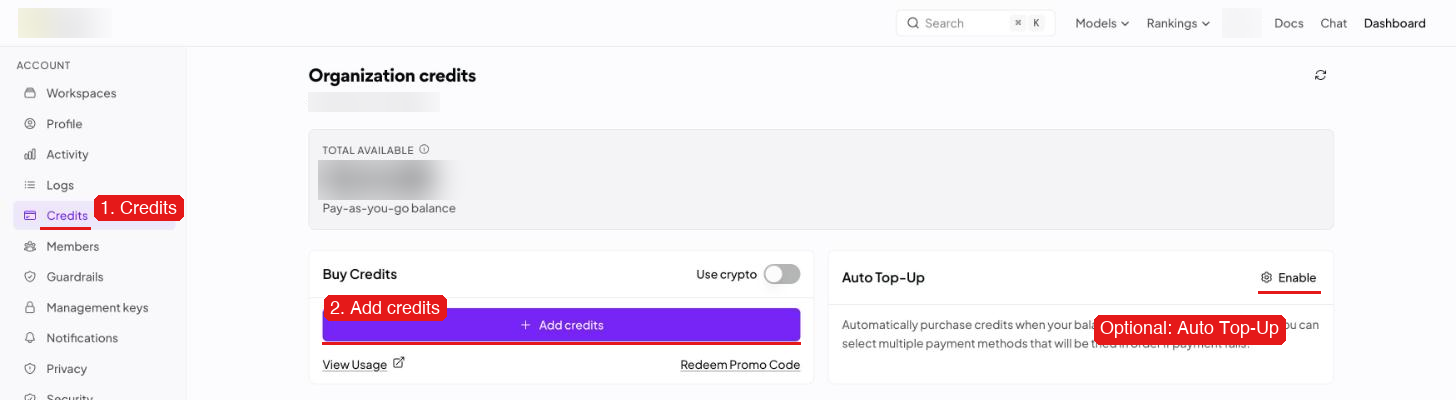 Search ⌘ K Models Rankings Docs Chat Dashboard
ACCOUNT
Workspaces
Profile
Activity
Logs
Credits
1. Credits
Members
Guardrails
Management keys
Notifications
Privacy
Security
Organization credits
TOTAL AVAILABLE
Pay-as-you-go balance
Buy Credits
Use crypto
2. Add credits
+ Add credits
View Usage
Redeem Promo Code
Auto Top-Up
Enable
Automatically purchase credits when your can
Optional: Auto Top-Up
select multiple payment methods that will be